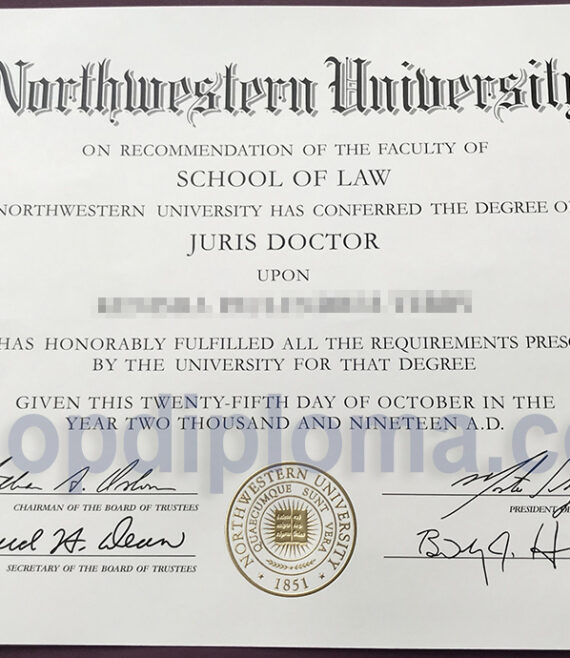 Northwestern University
ON RECOMMENDATION OF THE FACULTY OF
SCHOOL OF LAW
NORTHWESTERN UNIVERSITY HAS CONFERRED THE DEGREE O
JURIS DOCTOR
UPON
HAS HONORABLY FULFILLED ALL THE REQUIREMENTS PRESC
BY THE UNIVERSITY FOR THAT DEGREE
GIVEN THIS TWENTY-FIFTH DAY OF OCTOBER IN THE
YEAR TWO THOUSAND AND NINETEEN A.D.
opdiploma.co
CHAIRMAN OF THE BOARD OF TRUSTEES
PRESIDENT
SECRETARY OF THE BOARD OF TRUSTEES
NORTHWESTERN UNIVERSITY
QUAECUMQUE SUNT VERA
1851